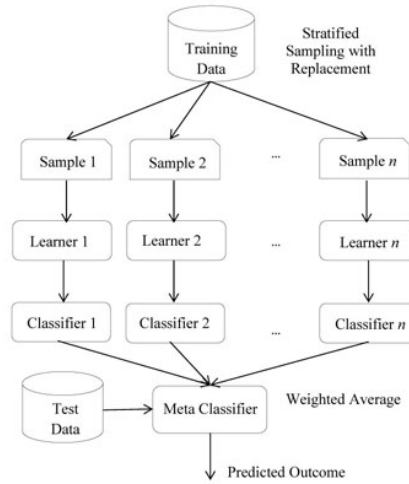 Training
Data
Stratified
Sampling with
Replacement
Sample 1
Sample 2
...
Sample n
Learner 1
Learner 2
...
Learner n
Classifier 1
Classifier 2
...
Classifier n
Test
Data
Meta Classifier
Weighted Average
Predicted Outcome